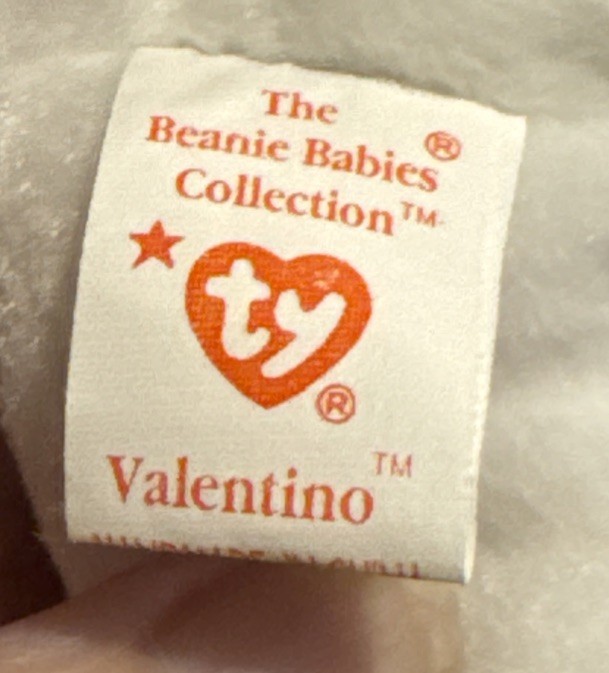 The
Beanie Babies®
Collection™
ty®
Valentino™